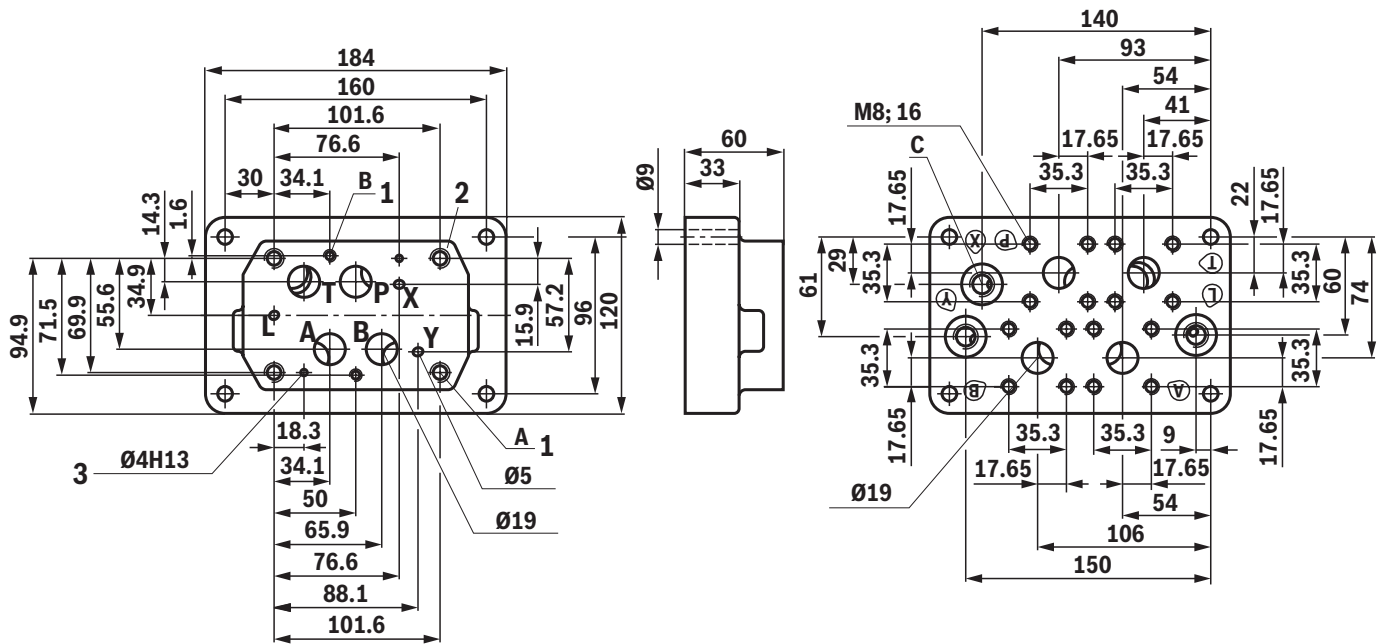 184
160
101.6
76.6
30
34.1
B 1
2
14.3
1.6
94.9
71.5
69.9
55.6
34.9
T
P
X
L
A
B
Y
15.9
57.2
96
120
18.3
34.1
50
65.9
76.6
88.1
101.6
3 Ø4H13
A 1
Ø5
Ø19
60
33
Ø9
140
93
54
41
M8; 16
C
17.65
17.65
35.3
35.3
17.65
22
17.65
X
P
T
L
Y
B
A
61
29
35.3
35.3
17.65
35.3
60
74
35.3
17.65
35.3
35.3
9
17.65
17.65
Ø19
54
106
150